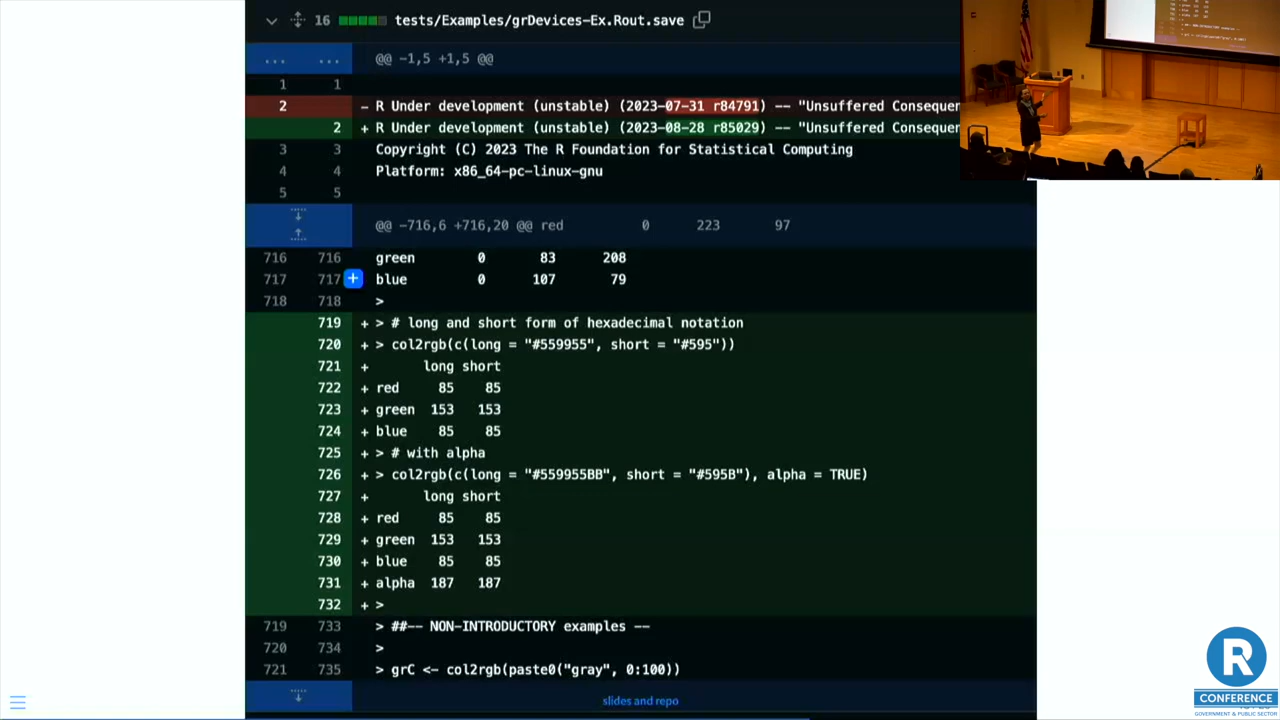 16 tests/Examples/grDevices-Ex.Rout.save
... ... @@ -1,5 +1,5 @@
1 1
2 - R Under development (unstable) (2023-07-31 r84791) -- "Unsuffered Consequen
2 + R Under development (unstable) (2023-08-28 r85029) -- "Unsuffered Consequen
3 3 Copyright (C) 2023 The R Foundation for Statistical Computing
4 4 Platform: x86_64-pc-linux-gnu
5 5
@@ -716,6 +716,20 @@ red 0 223 97
716 716 green 0 83 208
717 717 + blue 0 107 79
718 718 >
719 + > # long and short form of hexadecimal notation
720 + > col2rgb(c(long = "#559955", short = "#595"))
721 + long short
722 + red 85 85
723 + green 153 153
724 + blue 85 85
725 + > # with alpha
726 + > col2rgb(c(long = "#559955BB", short = "#595B"), alpha = TRUE)
727 + long short
728 + red 85 85
729 + green 153 153
730 + blue 85 85
731 + alpha 187 187
732 + >
719 733 > ##-- NON-INTRODUCTORY examples --
720 734 >
721 735 > grC <- col2rgb(paste0("gray", 0:100))
slides and repo
R
CONFERENCE
GOVERNMENT & PUBLIC SECTOR